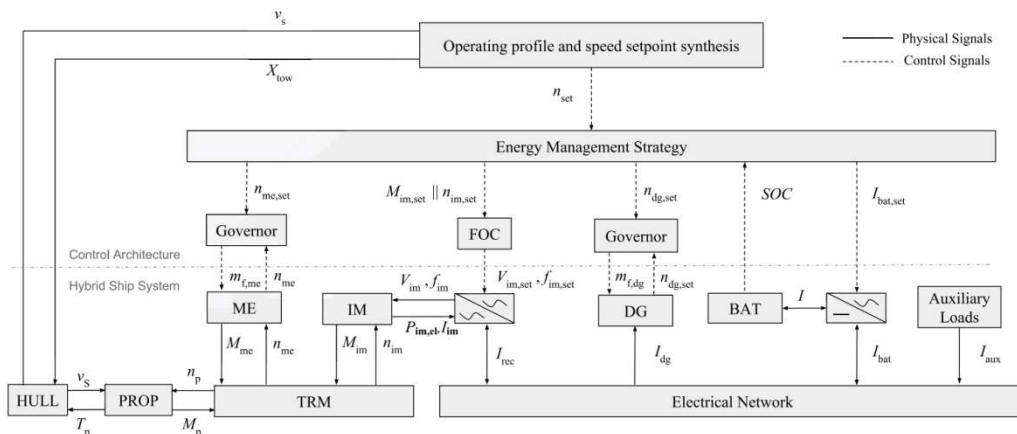 v_s
Operating profile and speed setpoint synthesis
Physical Signals
Control Signals
X_tow
n_set
Energy Management Strategy
n_me,set
M_im,set || n_im,set
n_dg,set
SOC
I_bat,set
Governor
FOC
Governor
Control Architecture
Hybrid Ship System
m_f,me
n_me
V_im , f_im
V_im,set , f_im,set
m_f,dg
n_dg,set
ME
IM
P_im,el, I_im
DG
BAT
I
Auxiliary
Loads
M_me
n_me
M_im
n_im
I_rec
I_dg
I_bat
I_aux
v_S
n_p
HULL
PROP
TRM
Electrical Network
T_p
M_p